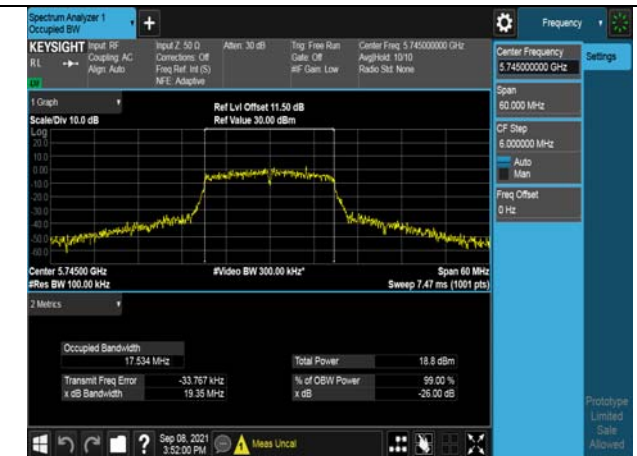 Spectrum Analyzer 1
Occupied BW
Frequency
KEYSIGHT
RL
Input: RF
Coupling: AC
Align: Auto
Input Z: 50 Ω
Corrections: Off
Freq Ref: Int (S)
NFE: Adaptive
Atten: 30 dB
Trig: Free Run
Gate: Off
#IF Gain: Low
Center Freq: 5.745000000 GHz
Avg|Hold: 10/10
Radio Std: None
Center Frequency
5.745000000 GHz
Settings
Span
60.000 MHz
CF Step
6.000000 MHz
Auto
Man
Freq Offset
0 Hz
1 Graph
Scale/Div 10.0 dB
Ref Lvl Offset 11.50 dB
Ref Value 30.00 dBm
Log
20.0
10.0
0.00
-10.0
-20.0
-30.0
-40.0
-50.0
-60.0
Center 5.74500 GHz
#Res BW 100.00 kHz
#Video BW 300.00 kHz*
Span 60 MHz
Sweep 7.47 ms (1001 pts)
2 Metrics
Occupied Bandwidth
17.534 MHz
Total Power 18.8 dBm
Transmit Freq Error -33.767 kHz
% of OBW Power 99.00 %
x dB Bandwidth 19.35 MHz
x dB -26.00 dB
Prototype
Limited
Sale
Allowed
?
Sep 08, 2021
3:52:00 PM
Meas Uncal